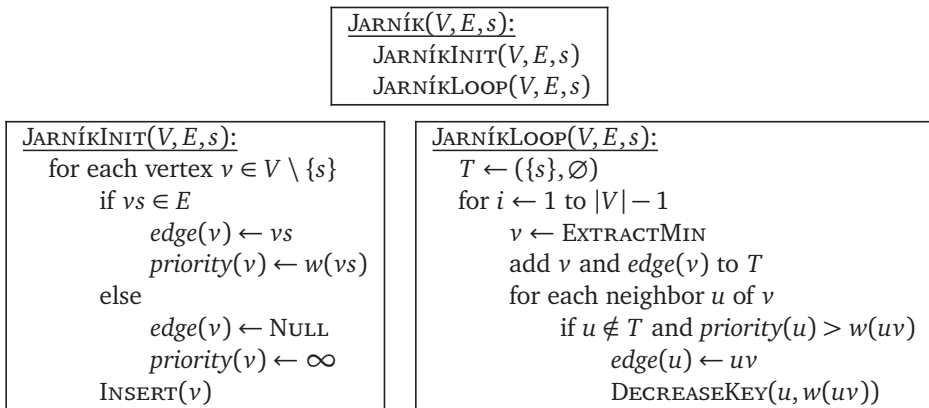 JARNÍK(V, E, s):
JARNÍKINIT(V, E, s)
JARNÍKLOOP(V, E, s)
JARNÍKINIT(V, E, s):
for each vertex v ∈ V \ {s}
if vs ∈ E
edge(v) ← vs
priority(v) ← w(vs)
else
edge(v) ← NULL
priority(v) ← ∞
INSERT(v)
JARNÍKLOOP(V, E, s):
T ← ({s}, ∅)
for i ← 1 to |V| − 1
v ← EXTRACTMIN
add v and edge(v) to T
for each neighbor u of v
if u ∉ T and priority(u) > w(uv)
edge(u) ← uv
DECREASEKEY(u, w(uv))